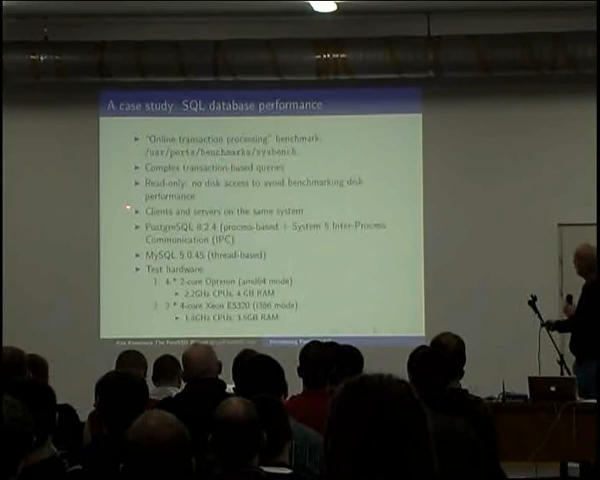 A case study: SQL database performance
"Online transaction processing" benchmark:
/usr/ports/benchmarks/sysbench
Complex transaction-based queries
Read-only: no disk access to avoid benchmarking disk
performance
Clients and servers on the same system
PostgreSQL 8.2.4 (process-based + System 5 Inter-Process
Communication (IPC)
MySQL 5.0.45 (thread-based)
Test hardware:
1. 4 * 2-core Opteron (amd64 mode)
2.2GHz CPUs, 4 GB RAM
2. 2 * 4-core Xeon E5320 (i386 mode)
1.8GHz CPUs, 3.5GB RAM